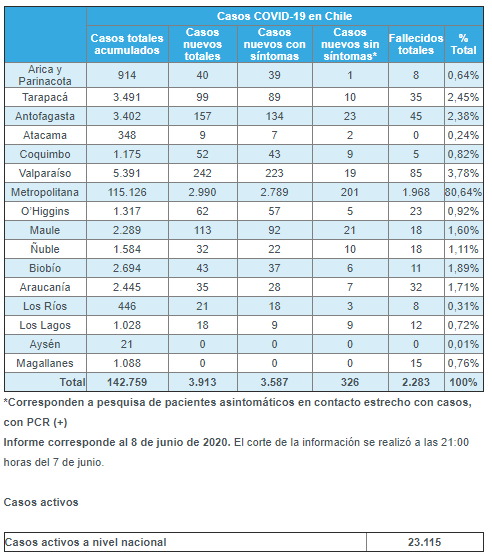 Casos COVID-19 en Chile
Casos totales acumulados | Casos nuevos totales | Casos nuevos con síntomas | Casos nuevos sin síntomas* | Fallecidos totales | % Total
Arica y Parinacota | 914 | 40 | 39 | 1 | 8 | 0,64%
Tarapacá | 3.491 | 99 | 89 | 10 | 35 | 2,45%
Antofagasta | 3.402 | 157 | 134 | 23 | 45 | 2,38%
Atacama | 348 | 9 | 7 | 2 | 0 | 0,24%
Coquimbo | 1.175 | 52 | 43 | 9 | 5 | 0,82%
Valparaíso | 5.391 | 242 | 223 | 19 | 85 | 3,78%
Metropolitana | 115.126 | 2.990 | 2.789 | 201 | 1.968 | 80,64%
O'Higgins | 1.317 | 62 | 57 | 5 | 23 | 0,92%
Maule | 2.289 | 113 | 92 | 21 | 18 | 1,60%
Ñuble | 1.584 | 32 | 22 | 10 | 18 | 1,11%
Biobío | 2.694 | 43 | 37 | 6 | 11 | 1,89%
Araucanía | 2.445 | 35 | 28 | 7 | 32 | 1,71%
Los Ríos | 446 | 21 | 18 | 3 | 8 | 0,31%
Los Lagos | 1.028 | 18 | 9 | 9 | 12 | 0,72%
Aysén | 21 | 0 | 0 | 0 | 0 | 0,01%
Magallanes | 1.088 | 0 | 0 | 0 | 15 | 0,76%
Total | 142.759 | 3.913 | 3.587 | 326 | 2.283 | 100%
*Corresponden a pesquisa de pacientes asintomáticos en contacto estrecho con casos,
con PCR (+)
Informe corresponde al 8 de junio de 2020. El corte de la información se realizó a las 21:00
horas del 7 de junio.
Casos activos
Casos activos a nivel nacional | 23.115